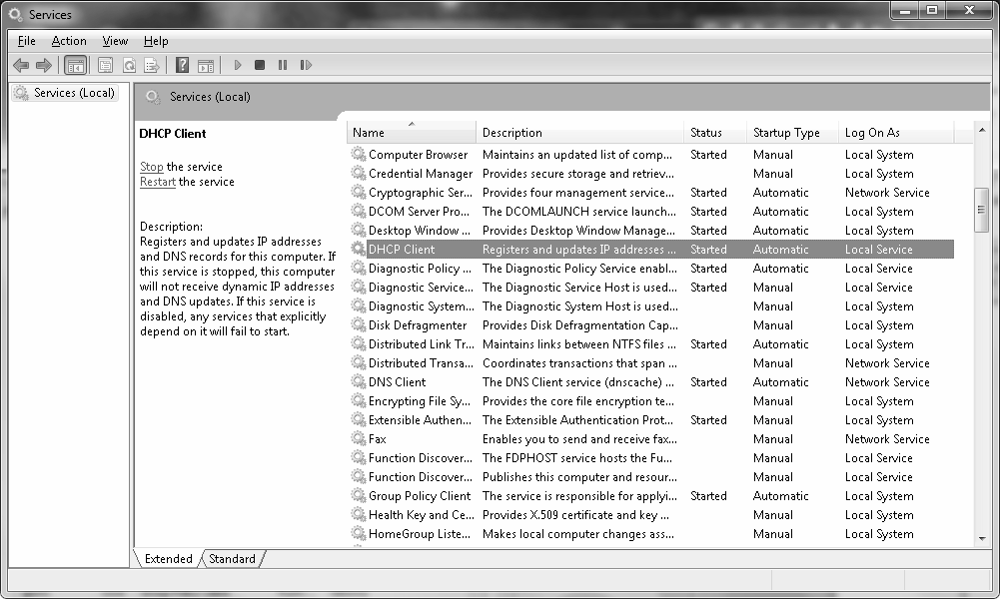 Services
File Action View Help
Services (Local)
Services (Local)
DHCP Client
Stop the service
Restart the service
Description:
Registers and updates IP addresses
and DNS records for this computer. If
this service is stopped, this computer
will not receive dynamic IP addresses
and DNS updates. If this service is
disabled, any services that explicitly
depend on it will fail to start.
Name Description Status Startup Type Log On As
Computer Browser Maintains an updated list of comp... Started Manual Local System
Credential Manager Provides secure storage and retriev... Manual Local System
Cryptographic Ser... Provides four management service... Started Automatic Network Service
DCOM Server Pro... The DCOMLAUNCH service launch... Started Automatic Local System
Desktop Window ... Provides Desktop Window Manage... Started Automatic Local System
DHCP Client Registers and updates IP addresses ... Started Automatic Local Service
Diagnostic Policy ... The Diagnostic Policy Service enabl... Started Automatic Local Service
Diagnostic Service... The Diagnostic Service Host is used... Started Manual Local Service
Diagnostic System... The Diagnostic System Host is used... Manual Local System
Disk Defragmenter Provides Disk Defragmentation Cap... Manual Local System
Distributed Link Tr... Maintains links between NTFS files ... Started Automatic Local System
Distributed Transa... Coordinates transactions that span ... Manual Network Service
DNS Client The DNS Client service (dnscache) ... Started Automatic Network Service
Encrypting File Sy... Provides the core file encryption te... Manual Local System
Extensible Authen... The Extensible Authentication Prot... Started Manual Local System
Fax Enables you to send and receive fax... Manual Network Service
Function Discover... The FDPHOST service hosts the Fu... Manual Local Service
Function Discover... Publishes this computer and resour... Manual Local Service
Group Policy Client The service is responsible for applyi... Started Automatic Local System
Health Key and Ce... Provides X.509 certificate and key ... Manual Local System
HomeGroup Liste... Makes local computer changes ass... Manual Local System
Extended Standard